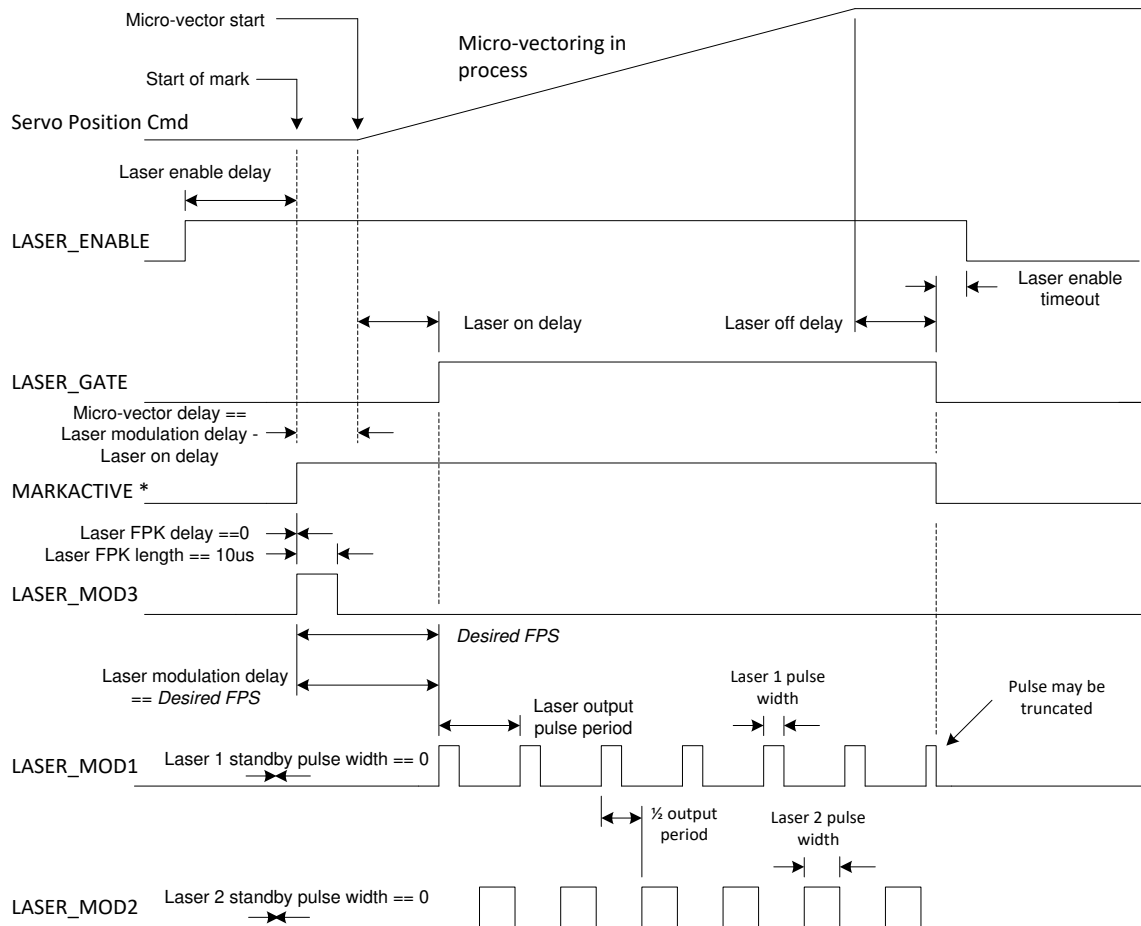 Micro-vector start
Micro-vectoring in
process
Start of mark
Servo Position Cmd
Laser enable delay
LASER_ENABLE
Laser enable
timeout
Laser on delay
Laser off delay
LASER_GATE
Micro-vector delay ==
Laser modulation delay -
Laser on delay
MARKACTIVE *
Laser FPK delay ==0
Laser FPK length == 10us
LASER_MOD3
Desired FPS
Laser modulation delay
== Desired FPS
Laser output
pulse period
Laser 1 pulse
width
Pulse may be
truncated
LASER_MOD1
Laser 1 standby pulse width == 0
½ output
period
Laser 2 pulse
width
LASER_MOD2
Laser 2 standby pulse width == 0